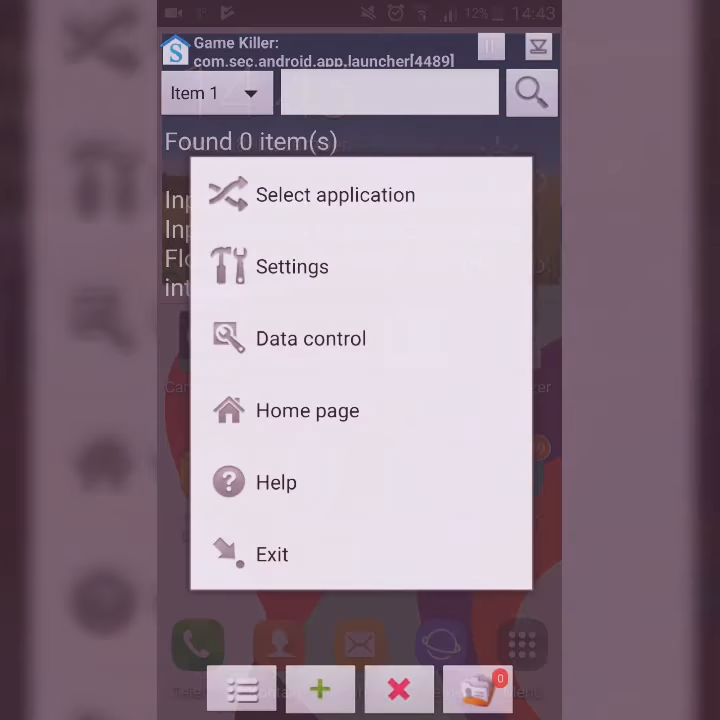 12% 14:43
Game Killer:
com.sec.android.app.launcher[4489]
Item 1
Found 0 item(s)
Inp
Inp
Flo
int
Select application
Settings
Data control
Home page
Help
Exit
0